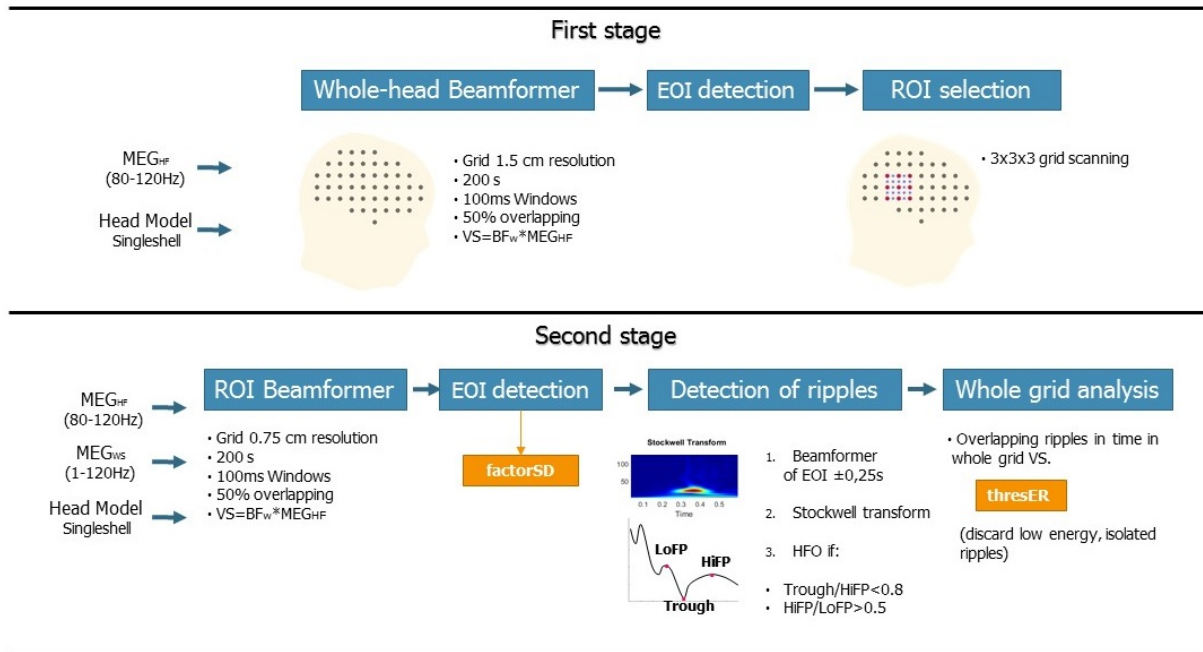 First stage
Whole-head Beamformer
EOI detection
ROI selection
MEGHF
(80-120Hz)
Head Model
Singleshell
· Grid 1.5 cm resolution
· 200 s
· 100ms Windows
· 50% overlapping
· VS=BFw*MEGHF
· 3x3x3 grid scanning
Second stage
ROI Beamformer
EOI detection
Detection of ripples
Whole grid analysis
MEGHF
(80-120Hz)
MEGWS
(1-120Hz)
Head Model
Singleshell
· Grid 0.75 cm resolution
· 200 s
· 100ms Windows
· 50% overlapping
· VS=BFw*MEGHF
factorSD
Stockwell Transform
100
50
0.1 0.2 0.3 0.4 0.5
Time
LoFP
HiFP
Trough
1. Beamformer
of EOI ±0,25s
2. Stockwell transform
3. HFO if:
• Trough/HiFP<0.8
• HiFP/LoFP>0.5
· Overlapping ripples in time in
whole grid VS.
thresER
(discard low energy, isolated
ripples)